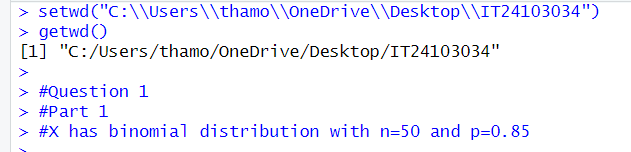 > setwd("C:\\Users\\thamo\\OneDrive\\Desktop\\IT24103034")
> getwd()
[1] "C:/Users/thamo/OneDrive/Desktop/IT24103034"
>
> #Question 1
> #Part 1
> #X has binomial distribution with n=50 and p=0.85
>